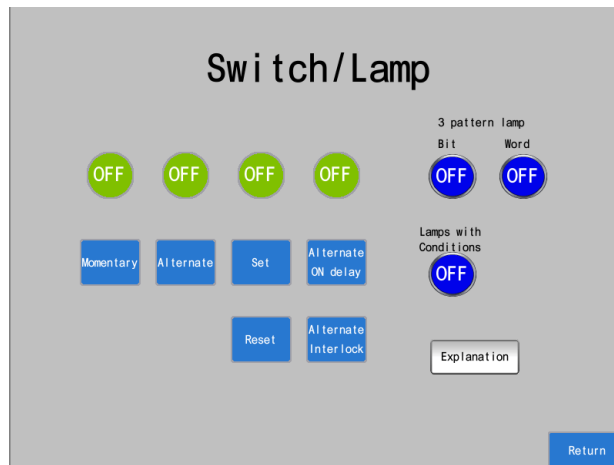 Switch/Lamp
3 pattern lamp
Bit Word
OFF OFF OFF OFF OFF OFF
Lamps with
Conditions
OFF
Momentary Alternate Set Alternate
ON delay
Reset Alternate
Interlock
Explanation
Return